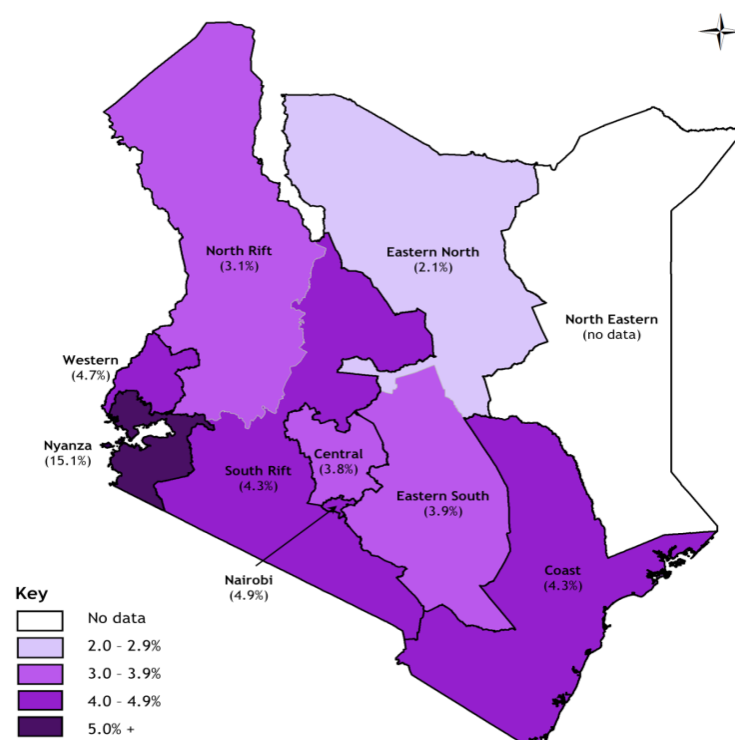 North Rift
(3.1%)
Eastern North
(2.1%)
North Eastern
(no data)
Western
(4.7%)
Nyanza
(15.1%)
South Rift
(4.3%)
Central
(3.8%)
Eastern South
(3.9%)
Nairobi
(4.9%)
Coast
(4.3%)
Key
No data
2.0 – 2.9%
3.0 – 3.9%
4.0 – 4.9%
5.0% +